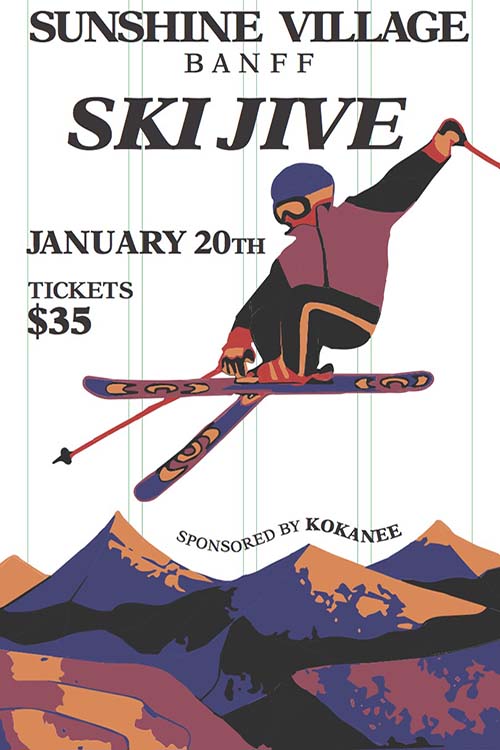 SUNSHINE VILLAGE
BANFF
SKI JIVE
JANUARY 20TH
TICKETS
$35
SPONSORED BY KOKANEE